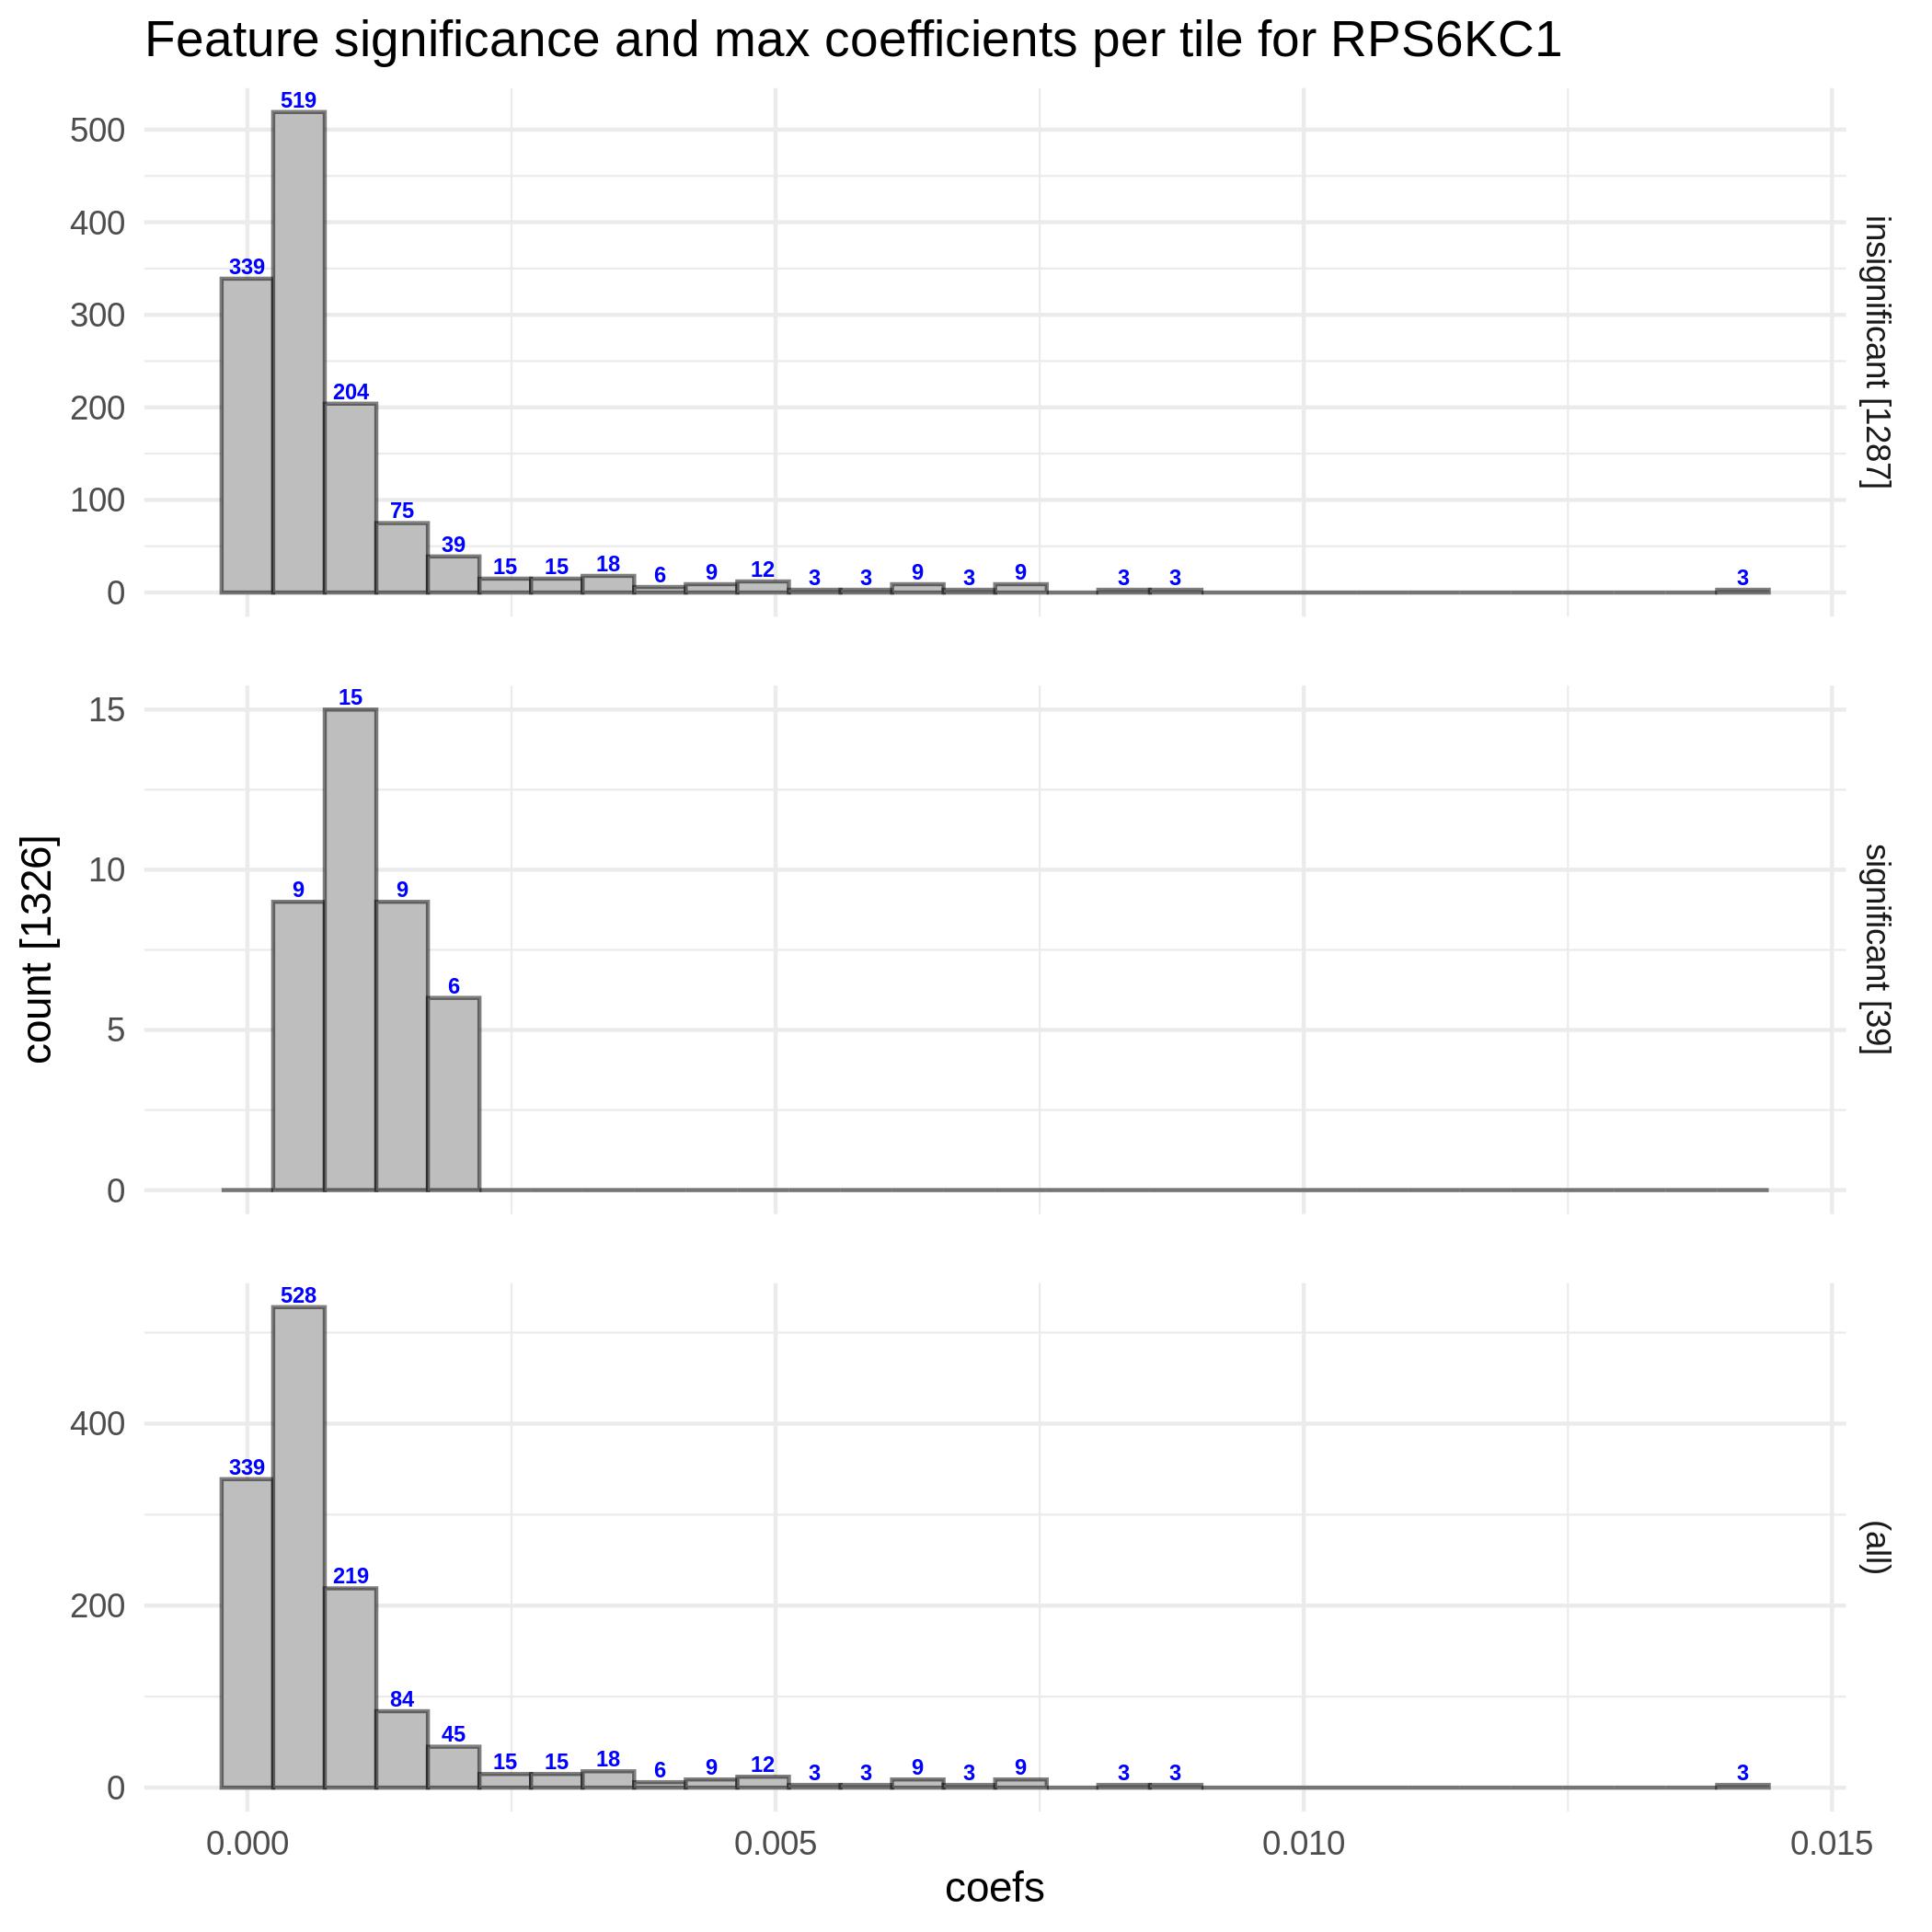 Feature significance and max coefficients per tile for RPS6KC1
519
500
400
339
300
204
200
100
75
39
15 15 18 6 9 12 3 3 9 3 9 3 3 3
0
insignificant [1287]
15
15
10
9 9
6
5
0
significant [39]
count [1326]
528
400
339
219
200
84
45
15 15 18 6 9 12 3 3 9 3 9 3 3 3
0
(all)
0.000 0.005 0.010 0.015
coefs